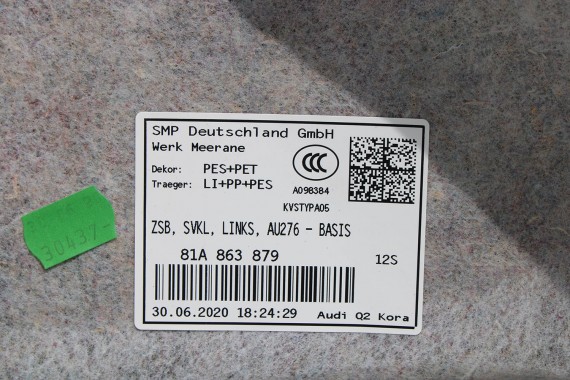 SMP Deutschland GmbH
Werk Meerane
Dekor: PES+PET
Traeger: LI+PP+PES
CCC
A098384
KVSTYPA05
ZSB, SVKL, LINKS, AU276 - BASIS
81A 863 879
12S
30.06.2020 18:24:29
Audi Q2 Kora